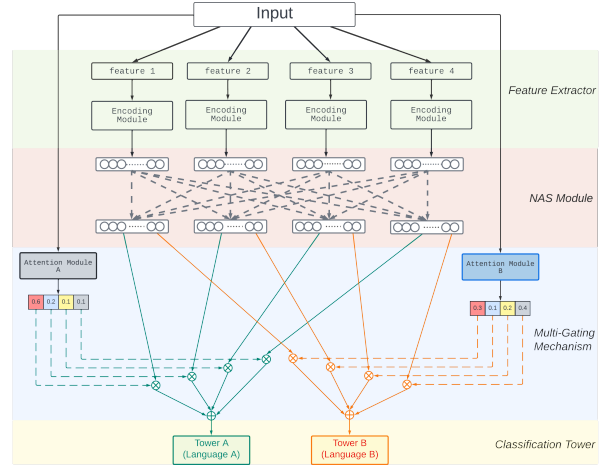 Input
feature 1
feature 2
feature 3
feature 4
Encoding
Module
Encoding
Module
Encoding
Module
Encoding
Module
Feature Extractor
NAS Module
Attention Module
A
Attention Module
B
0.6 0.2 0.1 0.1
0.3 0.1 0.2 0.4
Multi-Gating
Mechanism
Tower A
(Language A)
Tower B
(Language B)
Classification Tower